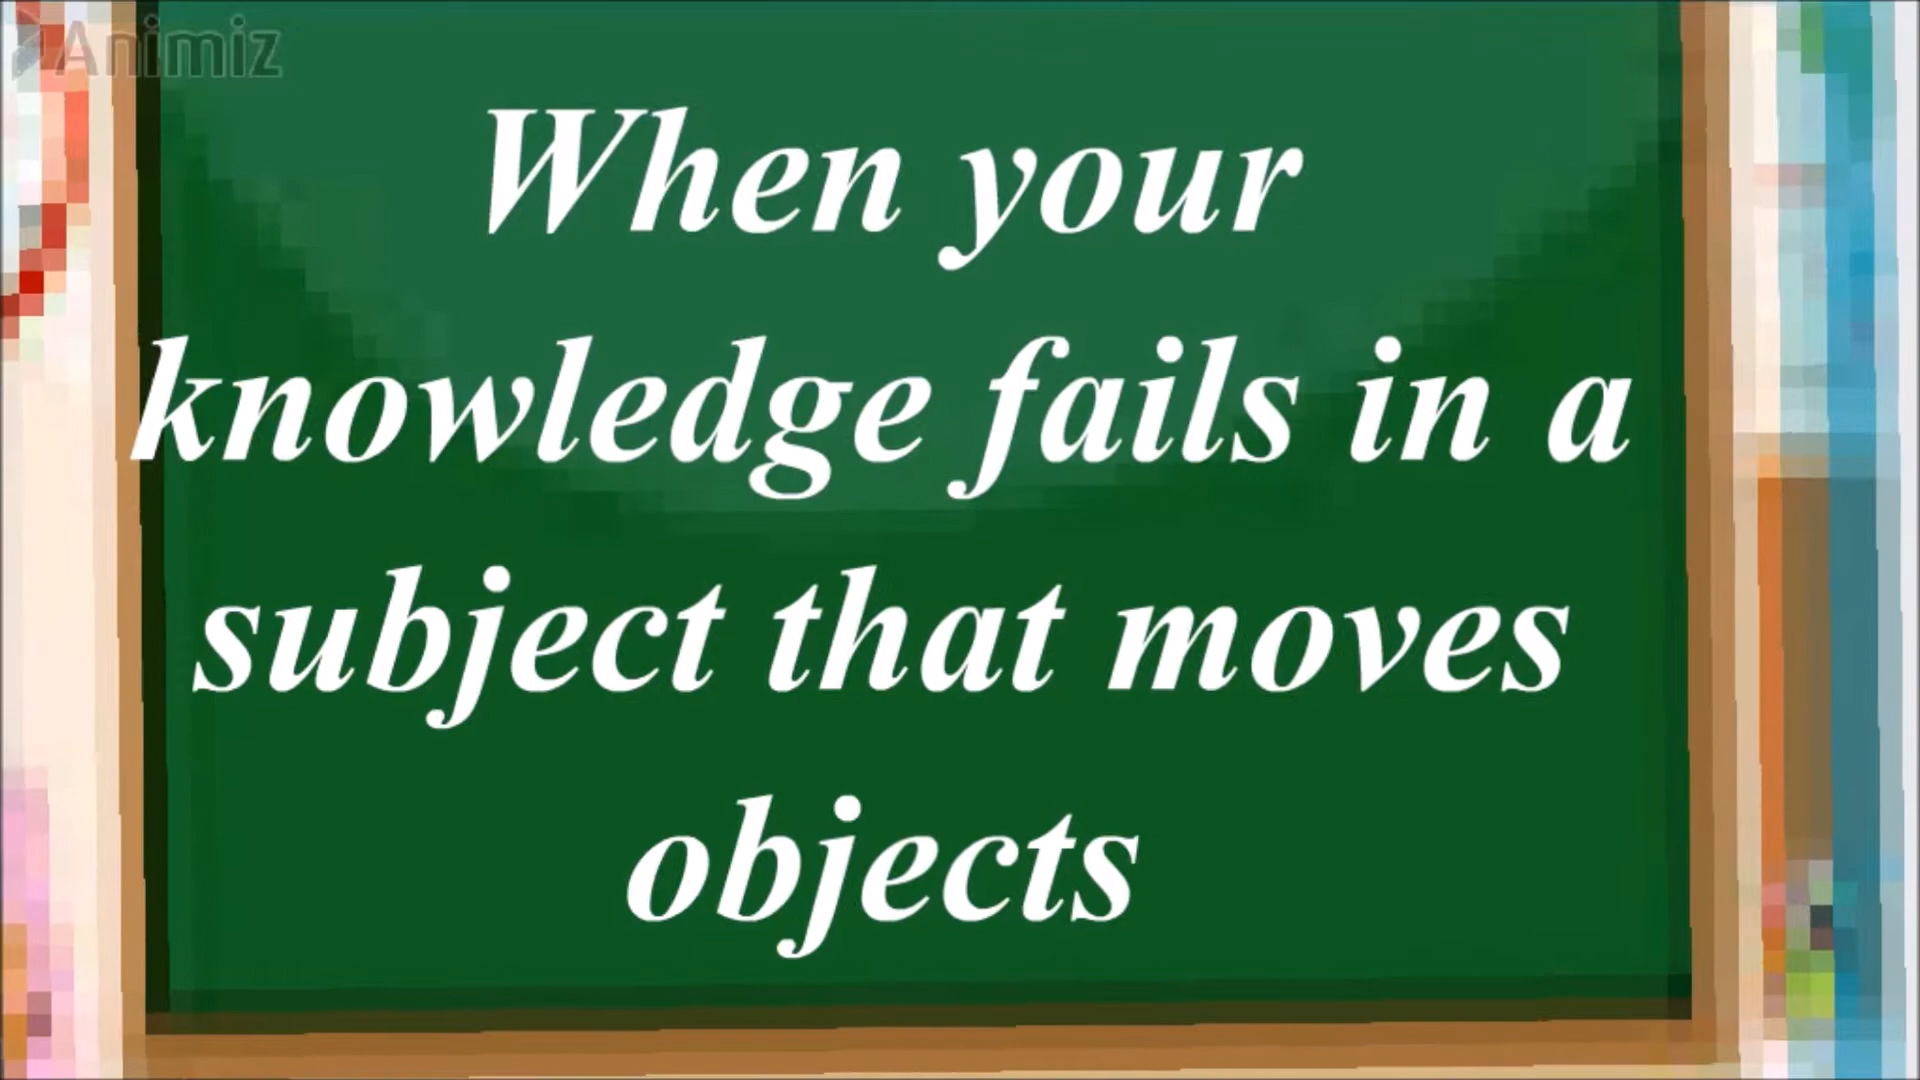 Animiz
When your
knowledge fails in a
subject that moves
objects